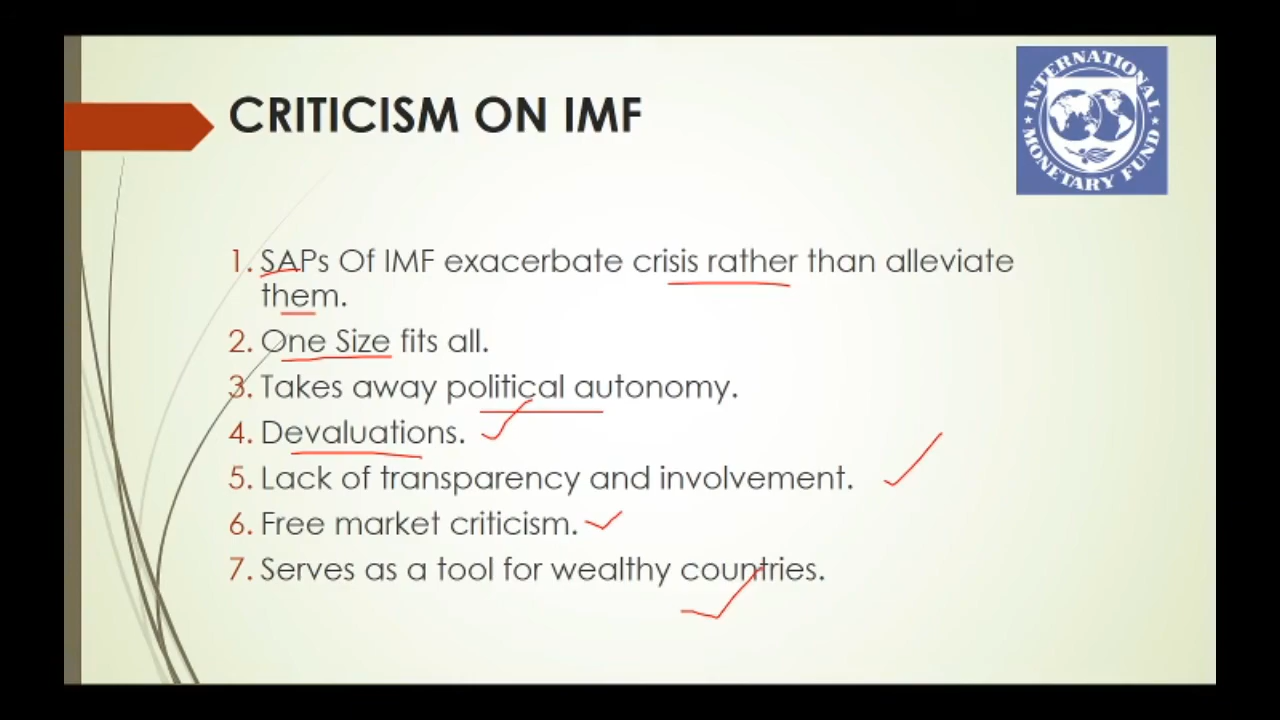 CRITICISM ON IMF
INTERNATIONAL
MONETARY FUND
1. SAPs Of IMF exacerbate crisis rather than alleviate
them.
2. One Size fits all.
3. Takes away political autonomy.
4. Devaluations.
5. Lack of transparency and involvement.
6. Free market criticism.
7. Serves as a tool for wealthy countries.